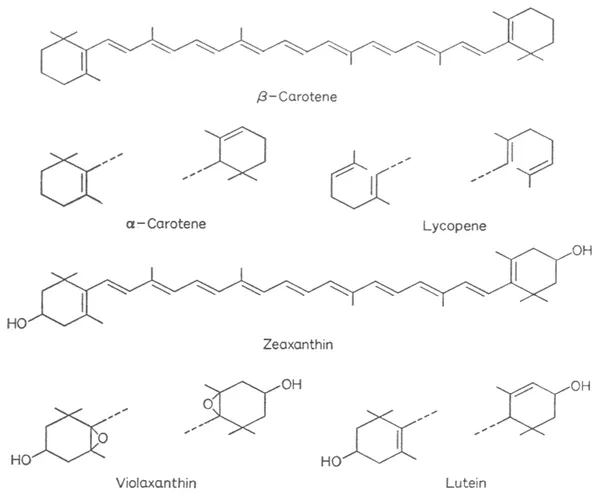 β-Carotene
α-Carotene
Lycopene
OH
HO
Zeaxanthin
O
OH
O
HO
Violaxanthin
OH
HO
Lutein